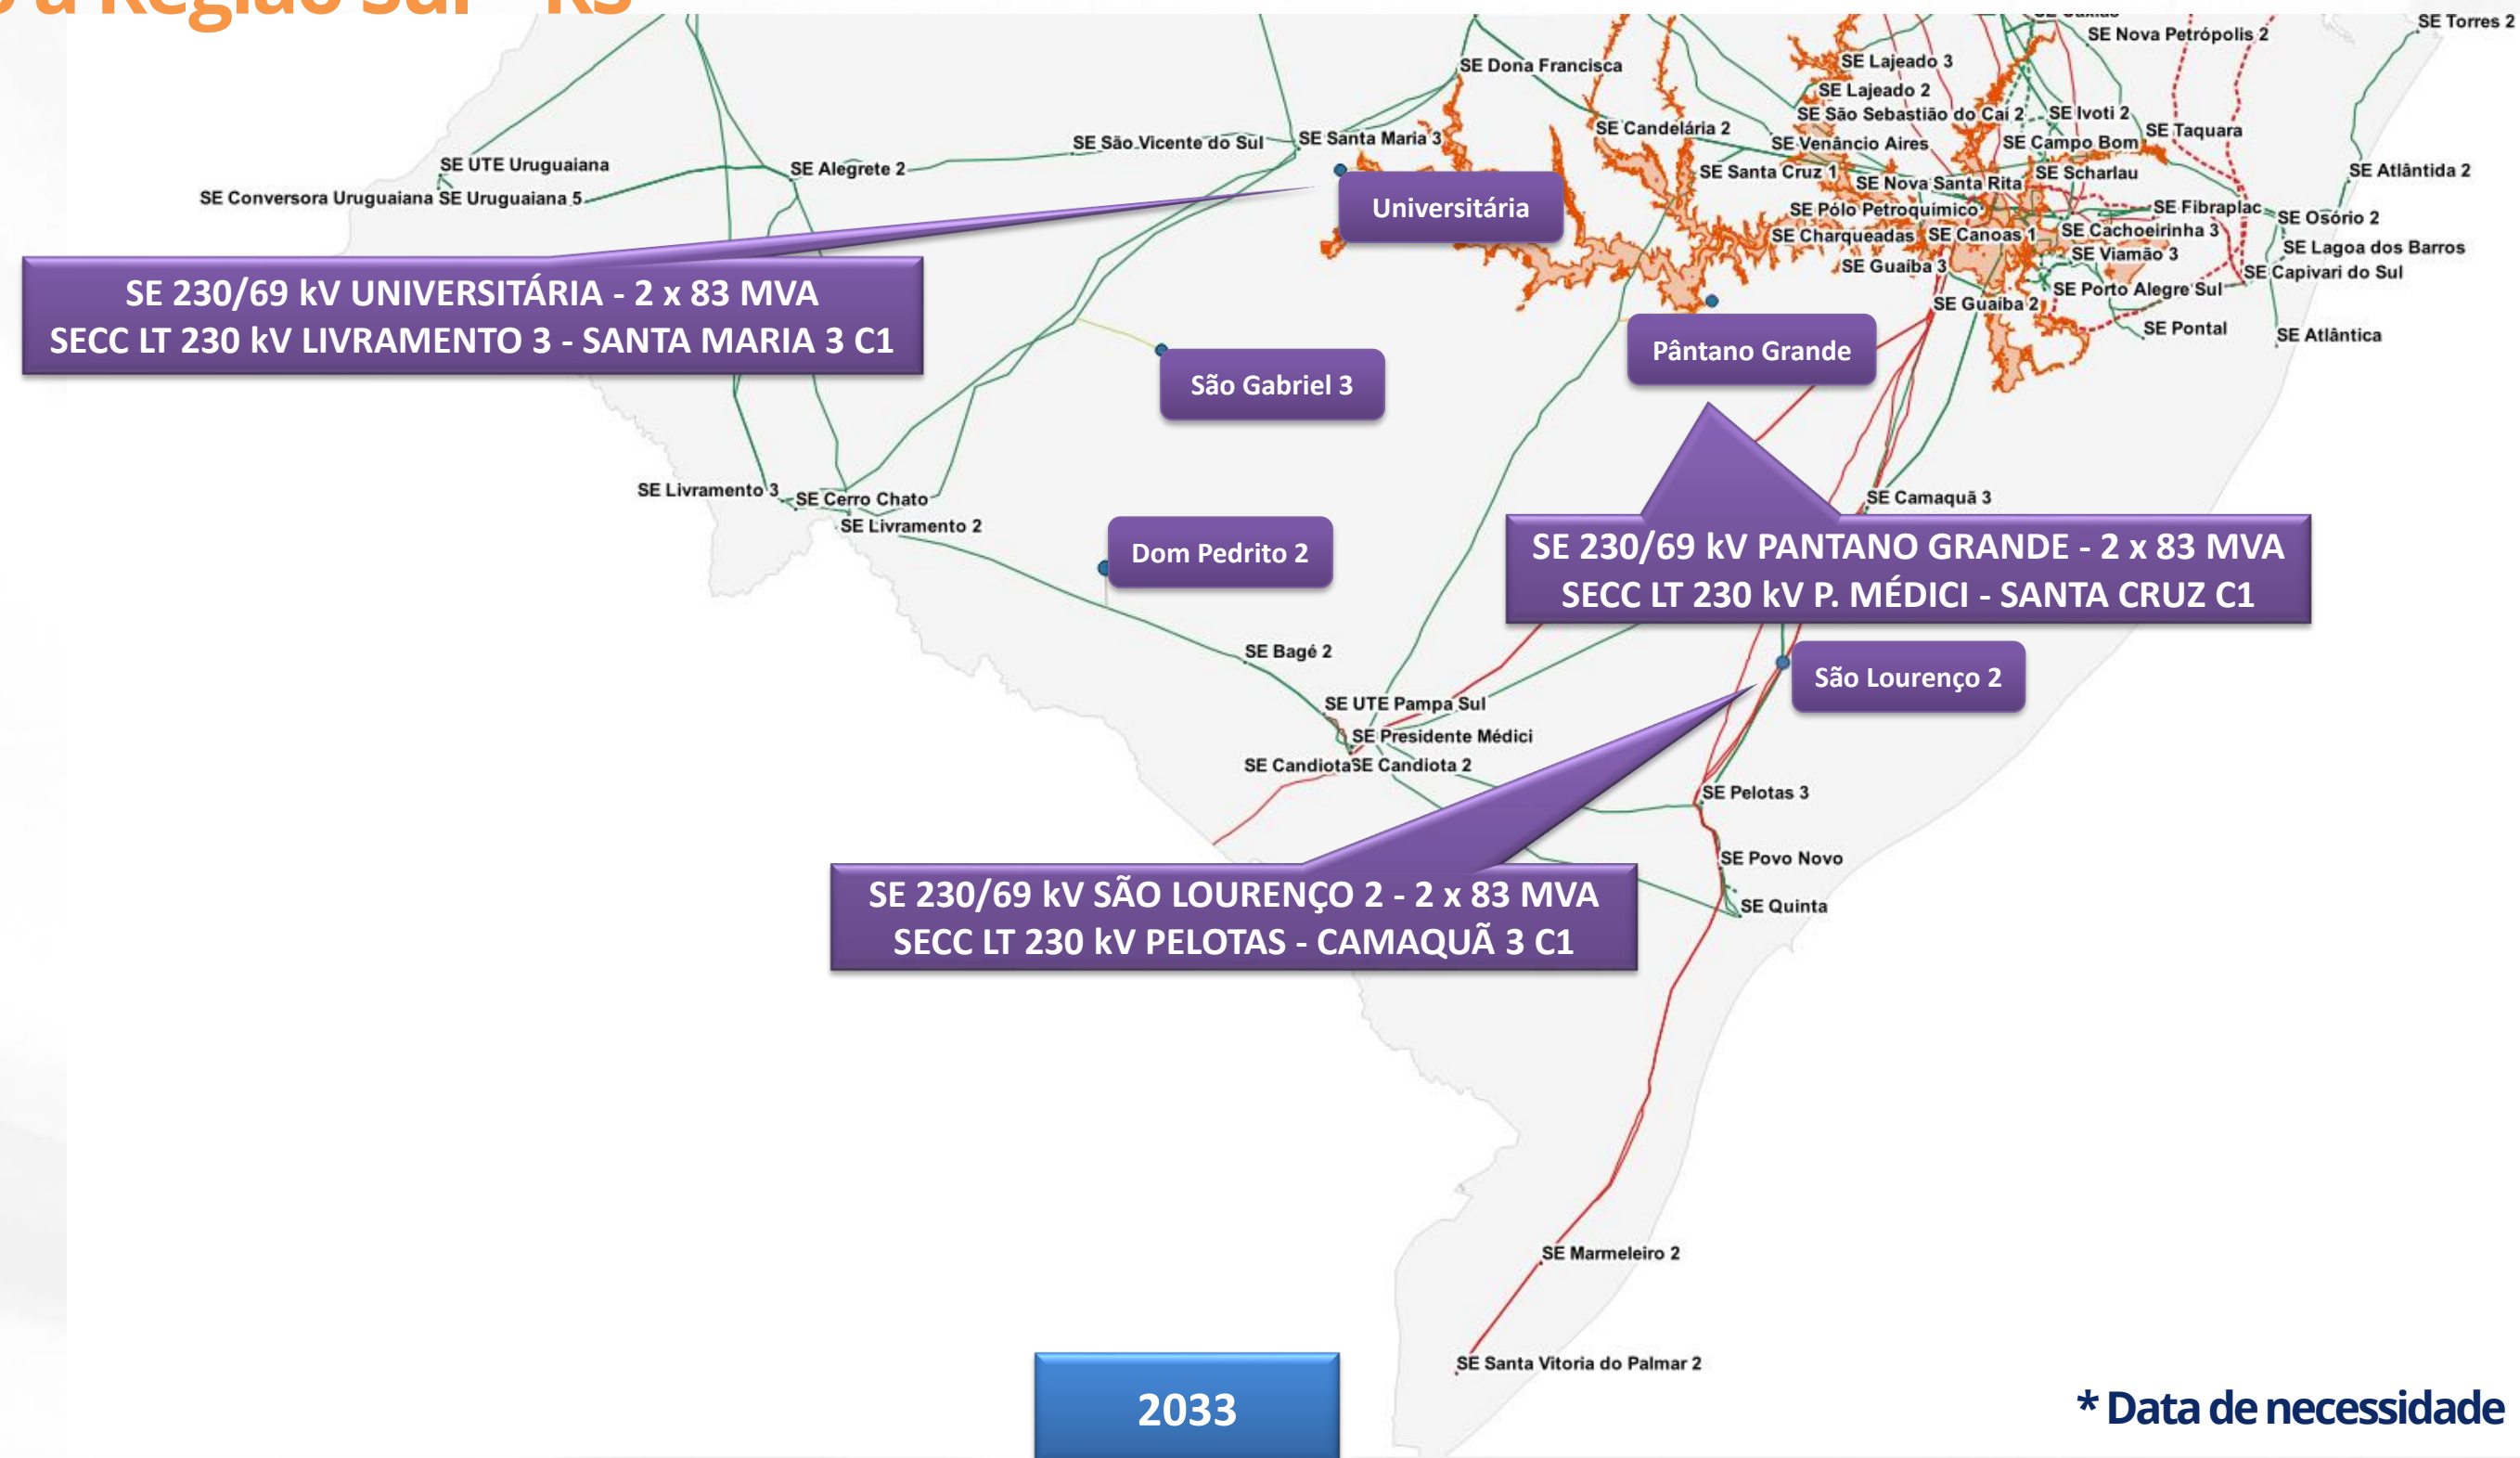 a Região Sul - RS
SE Torres 2
SE Nova Petrópolis 2
SE Dona Francisca
SE Lajeado 3
SE Lajeado 2
SE São Sebastião do Caí 2
SE Ivoti 2
SE Candelária 2
SE Taquara
SE São Vicente do Sul
SE Santa Maria 3
SE Venâncio Aires
SE Campo Bom
SE UTE Uruguaiana
SE Alegrete 2
SE Santa Cruz 1
SE Nova Santa Rita
SE Scharlau
SE Atlântida 2
SE Conversora Uruguaiana
SE Uruguaiana 5
Universitária
SE Pólo Petroquímico
SE Fibraplac
SE Osório 2
SE Charqueadas
SE Canoas 1
SE Cachoeirinha 3
SE Lagoa dos Barros
SE Viamão 3
SE Guaíba 3
SE Capivari do Sul
SE Porto Alegre Sul
SE Guaíba 2
SE Pontal
SE Atlântica
SE 230/69 kV UNIVERSITÁRIA - 2 x 83 MVA
SECC LT 230 kV LIVRAMENTO 3 - SANTA MARIA 3 C1
Pântano Grande
São Gabriel 3
SE Livramento 3
SE Cerro Chato
SE Camaquã 3
SE Livramento 2
Dom Pedrito 2
SE 230/69 kV PANTANO GRANDE - 2 x 83 MVA
SECC LT 230 kV P. MÉDICI - SANTA CRUZ C1
SE Bagé 2
São Lourenço 2
SE UTE Pampa Sul
SE Presidente Médici
SE Candiota
SE Candiota 2
SE Pelotas 3
SE Povo Novo
SE 230/69 kV SÃO LOURENÇO 2 - 2 x 83 MVA
SECC LT 230 kV PELOTAS - CAMAQUÃ 3 C1
SE Quinta
SE Marmeleiro 2
SE Santa Vitoria do Palmar 2
2033
* Data de necessidade